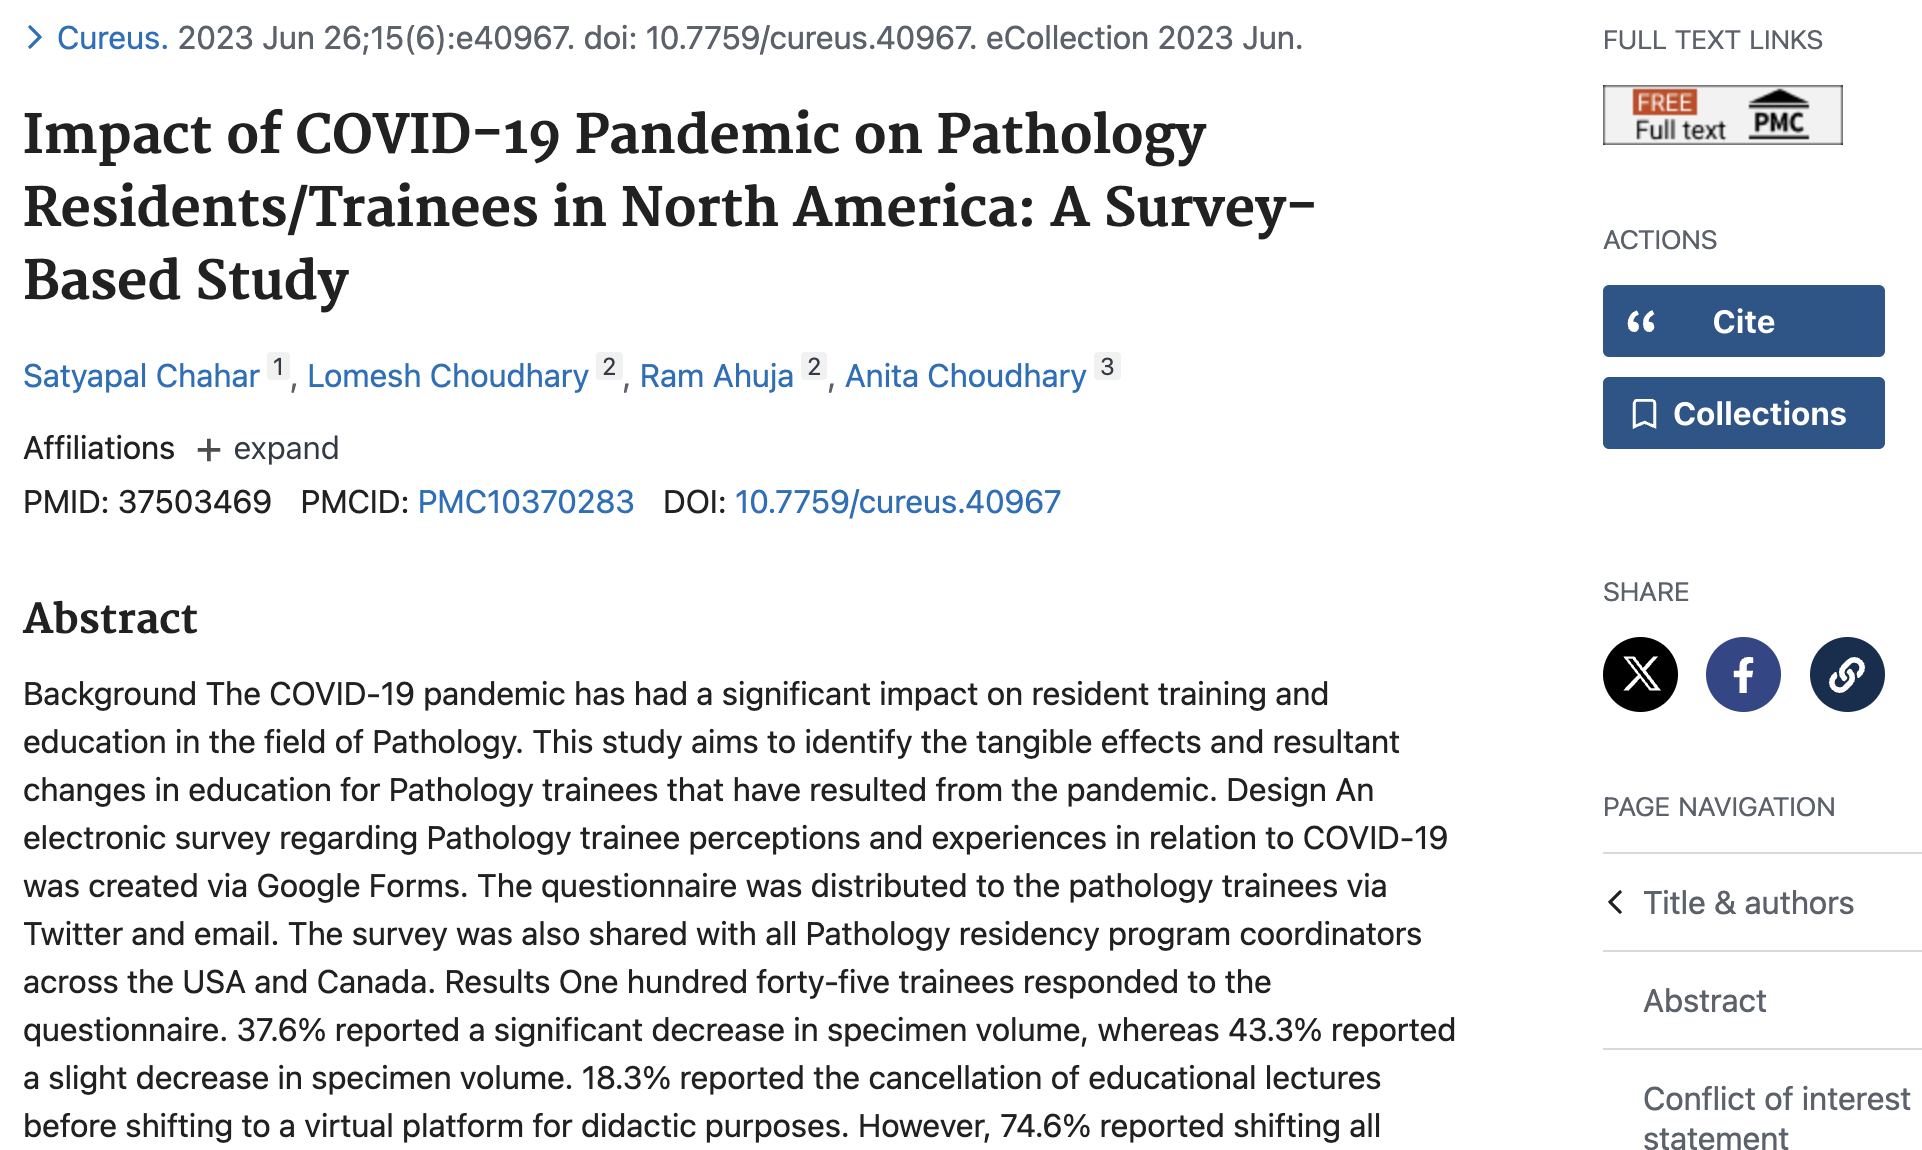 Cureus. 2023 Jun 26;15(6):e40967. doi: 10.7759/cureus.40967. eCollection 2023 Jun.
Impact of COVID-19 Pandemic on Pathology
Residents/Trainees in North America: A Survey-
Based Study
Satyapal Chahar 1, Lomesh Choudhary 2, Ram Ahuja 2, Anita Choudhary 3
Affiliations + expand
PMID: 37503469 PMCID: PMC10370283 DOI: 10.7759/cureus.40967
Abstract
Background The COVID-19 pandemic has had a significant impact on resident training and
education in the field of Pathology. This study aims to identify the tangible effects and resultant
changes in education for Pathology trainees that have resulted from the pandemic. Design An
electronic survey regarding Pathology trainee perceptions and experiences in relation to COVID-19
was created via Google Forms. The questionnaire was distributed to the pathology trainees via
Twitter and email. The survey was also shared with all Pathology residency program coordinators
across the USA and Canada. Results One hundred forty-five trainees responded to the
questionnaire. 37.6% reported a significant decrease in specimen volume, whereas 43.3% reported
a slight decrease in specimen volume. 18.3% reported the cancellation of educational lectures
before shifting to a virtual platform for didactic purposes. However, 74.6% reported shifting all
FULL TEXT LINKS
FREE
Full text PMC
ACTIONS
Cite
Collections
SHARE
PAGE NAVIGATION
Title & authors
Abstract
Conflict of interest
statement